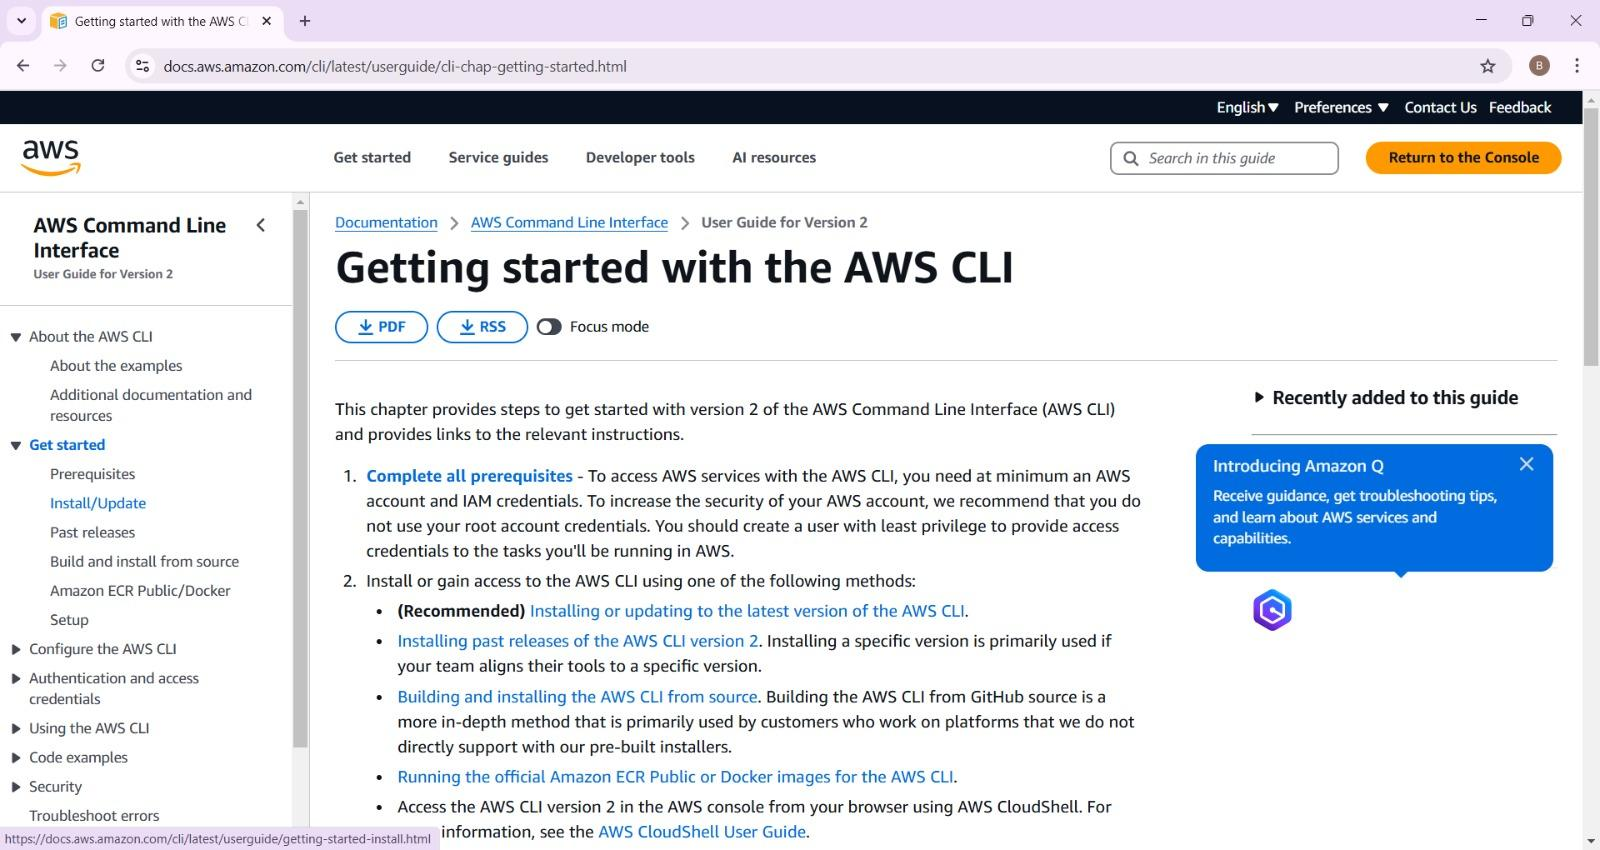 Getting started with the AWS C
docs.aws.amazon.com/cli/latest/userguide/cli-chap-getting-started.html
B
English
Preferences
Contact Us
Feedback
aws
Get started
Service guides
Developer tools
AI resources
Search in this guide
Return to the Console
AWS Command Line
Interface
User Guide for Version 2
About the AWS CLI
About the examples
Additional documentation and
resources
Get started
Prerequisites
Install/Update
Past releases
Build and install from source
Amazon ECR Public/Docker
Setup
Configure the AWS CLI
Authentication and access
credentials
Using the AWS CLI
Code examples
Security
Troubleshoot errors
https://docs.aws.amazon.com/cli/latest/userguide/getting-started-install.html
Documentation > AWS Command Line Interface > User Guide for Version 2
Getting started with the AWS CLI
PDF
RSS
Focus mode
This chapter provides steps to get started with version 2 of the AWS Command Line Interface (AWS CLI)
and provides links to the relevant instructions.
1. Complete all prerequisites - To access AWS services with the AWS CLI, you need at minimum an AWS
account and IAM credentials. To increase the security of your AWS account, we recommend that you do
not use your root account credentials. You should create a user with least privilege to provide access
credentials to the tasks you'll be running in AWS.
2. Install or gain access to the AWS CLI using one of the following methods:
• (Recommended) Installing or updating to the latest version of the AWS CLI.
• Installing past releases of the AWS CLI version 2. Installing a specific version is primarily used if
your team aligns their tools to a specific version.
• Building and installing the AWS CLI from source. Building the AWS CLI from GitHub source is a
more in-depth method that is primarily used by customers who work on platforms that we do not
directly support with our pre-built installers.
• Running the official Amazon ECR Public or Docker images for the AWS CLI.
• Access the AWS CLI version 2 in the AWS console from your browser using AWS CloudShell. For
information, see the AWS CloudShell User Guide.
Recently added to this guide
Introducing Amazon Q
Receive guidance, get troubleshooting tips,
and learn about AWS services and
capabilities.